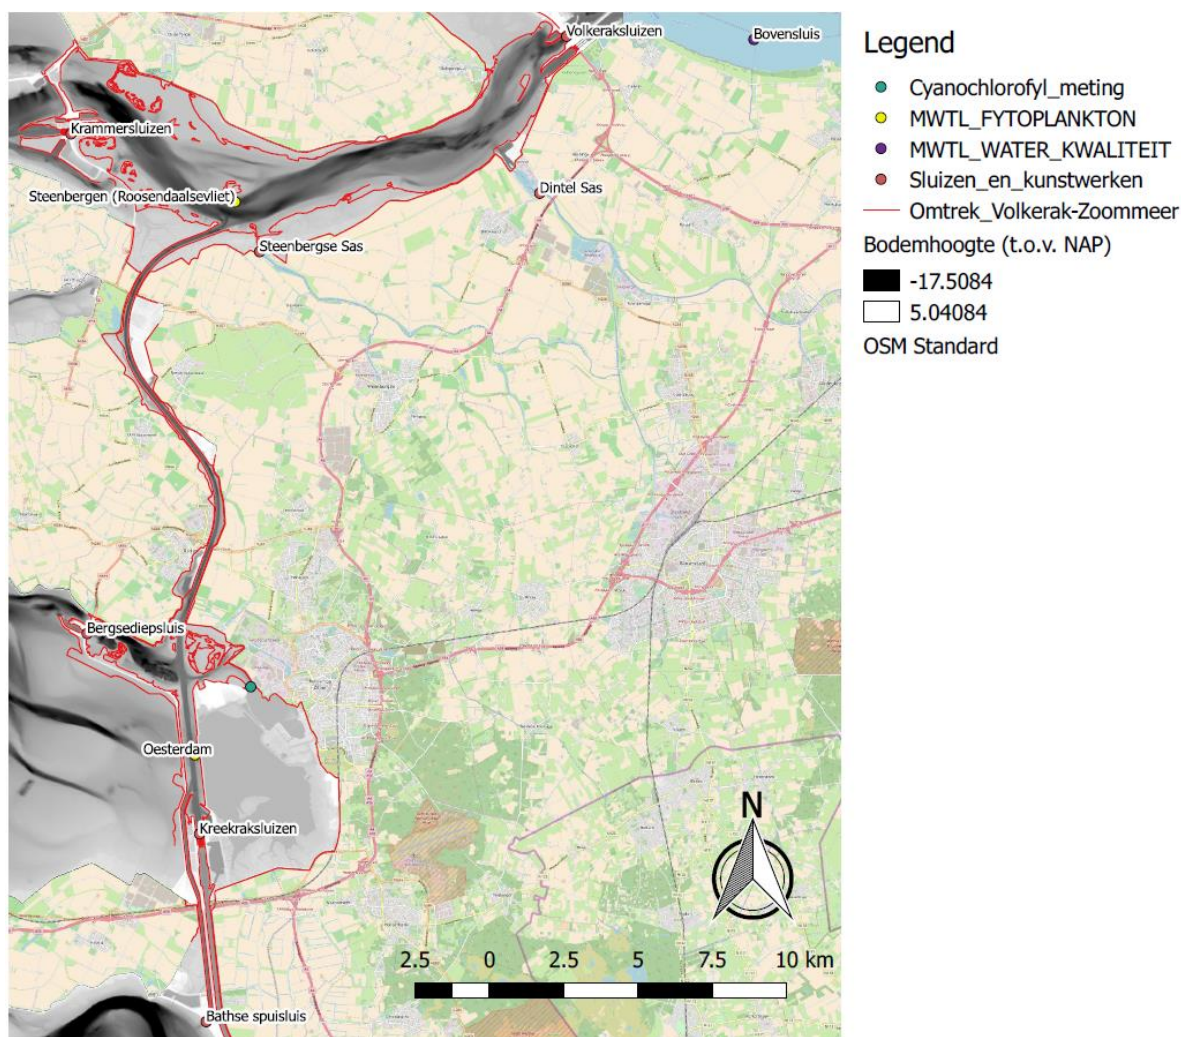 Volkeraksluizen
Bovensluis
Krammersluizen
Dintel Sas
Steenbergen (Roosendaalsevliet)
Steenbergse Sas
Bergsediepsluis
Oesterdam
Kreekraksluizen
Bathse spuisluis
N
2.5 0 2.5 5 7.5 10 km
Legend
Cyanochlorofyl_meting
MWTL_FYTOPLANKTON
MWTL_WATER_KWALITEIT
Sluizen_en_kunstwerken
Omtrek_Volkerak-Zoommeer
Bodemhoogte (t.o.v. NAP)
-17.5084
5.04084
OSM Standard